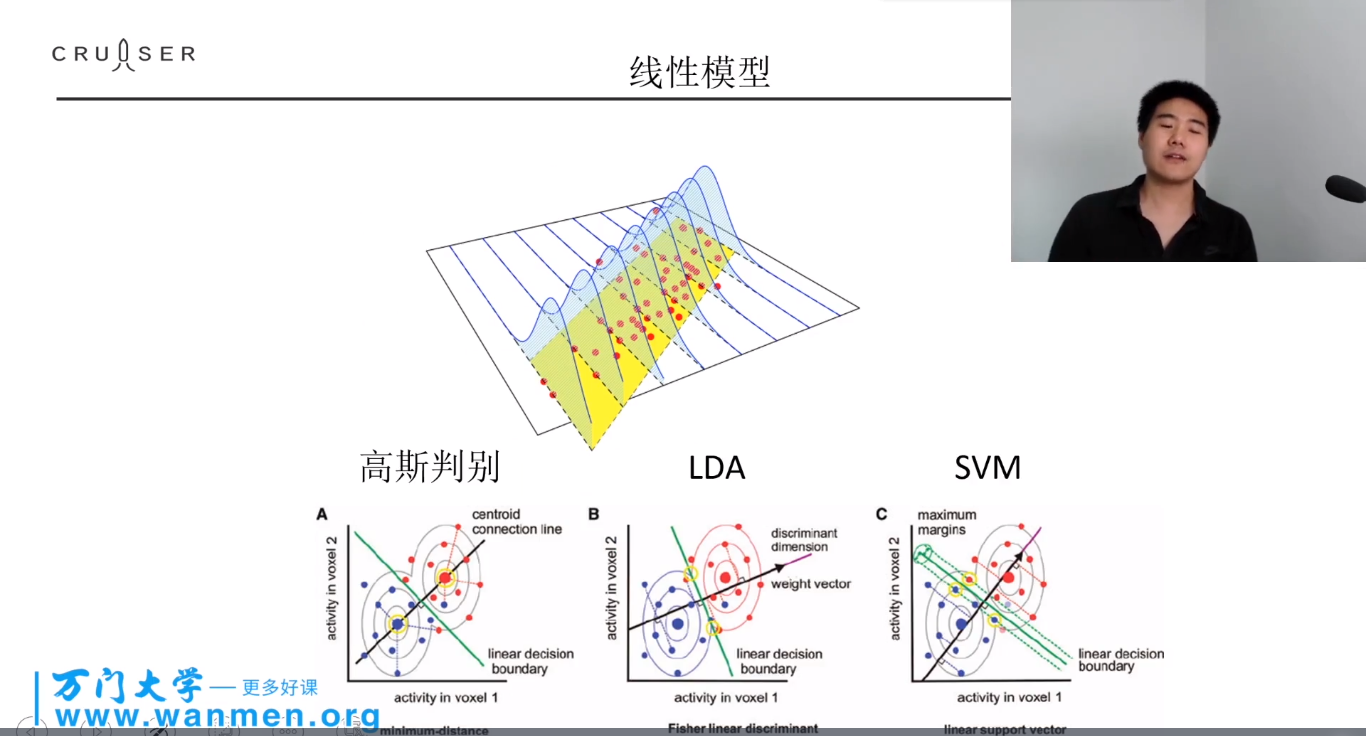 CRUISER
线性模型
高斯判别
LDA
SVM
A
centroid
connection line
activity in voxel 2
linear decision
boundary
activity in voxel 1
minimum-distance
B
discriminant
dimension
weight vector
activity in voxel 2
linear decision
boundary
activity in voxel 1
Fisher linear discriminant
C
maximum
margins
activity in voxel 2
linear decision
boundary
activity in voxel 1
linear support vector
万门大学 — 更多好课
www.wanmen.org